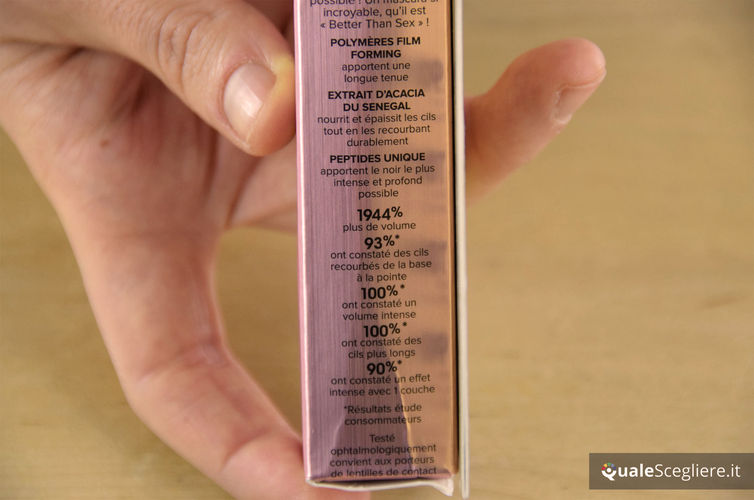 possible ! Un mascara si
incroyable, qu'il est
« Better Than Sex » !
POLYMÈRES FILM
FORMING
apportent une
longue tenue
EXTRAIT D'ACACIA
DU SENEGAL
nourrit et épaissit les cils
tout en les recourbant
durablement
PEPTIDES UNIQUE
apportent le noir le plus
intense et profond
possible
1944%
plus de volume
93%*
ont constaté des cils
recourbés de la base
à la pointe
100%*
ont constaté un
volume intense
100%*
ont constaté des
cils plus longs
90%*
ont constaté un effet
intense avec 1 couche
*Résultats étude
consommateurs
Testé
ophtalmologiquement
convient aux porteurs
de lentilles de contact
QualeScegliere.it